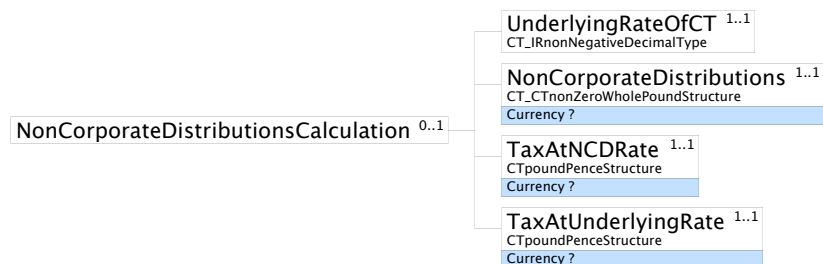 UnderlyingRateOfCT 1..1
CT_IRnonNegativeDecimalType
NonCorporateDistributions 1..1
CT_CTnonZeroWholePoundStructure
Currency ?
NonCorporateDistributionsCalculation 0..1
TaxAtNCDRate 1..1
CTpoundPenceStructure
Currency ?
TaxAtUnderlyingRate 1..1
CTpoundPenceStructure
Currency ?